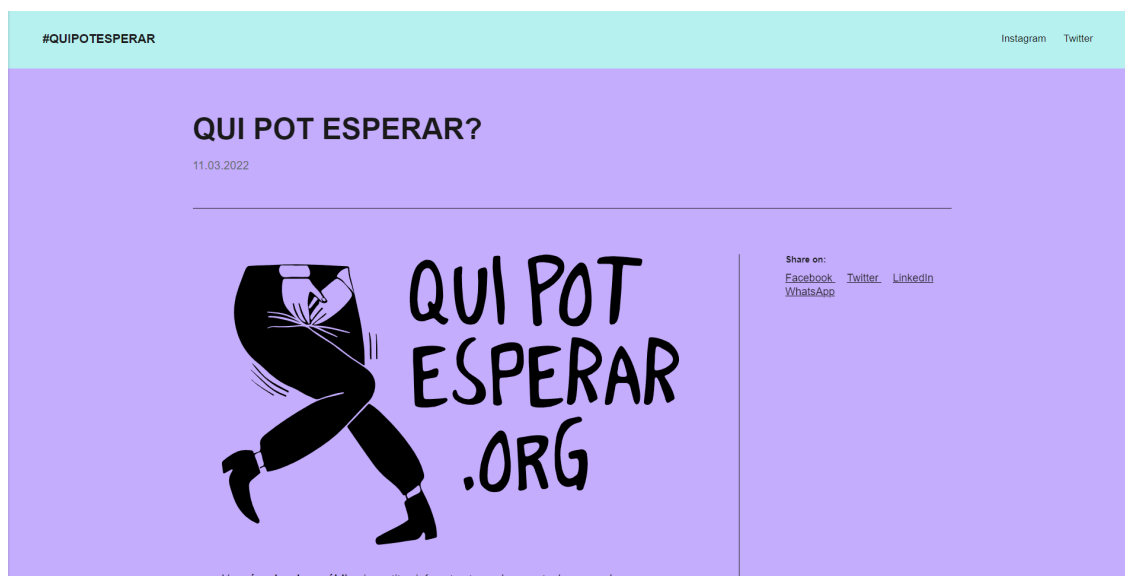 #QUIPOTESPERAR
Instagram Twitter
QUI POT ESPERAR?
11.03.2022
QUI POT
ESPERAR
.ORG
Share on:
Facebook Twitter LinkedIn
WhatsApp